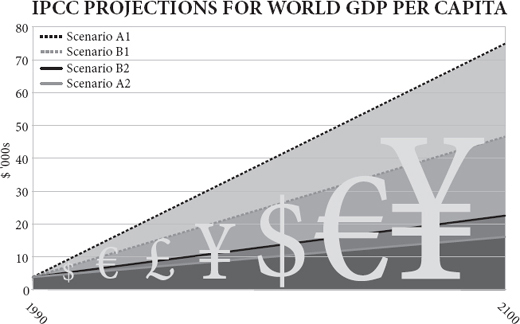 IPCC PROJECTIONS FOR WORLD GDP PER CAPITA
80
70
60
50
40
30
20
10
0
$ '000s
Scenario A1
Scenario B1
Scenario B2
Scenario A2
$ € £ ¥ $ € ¥
1990
2100